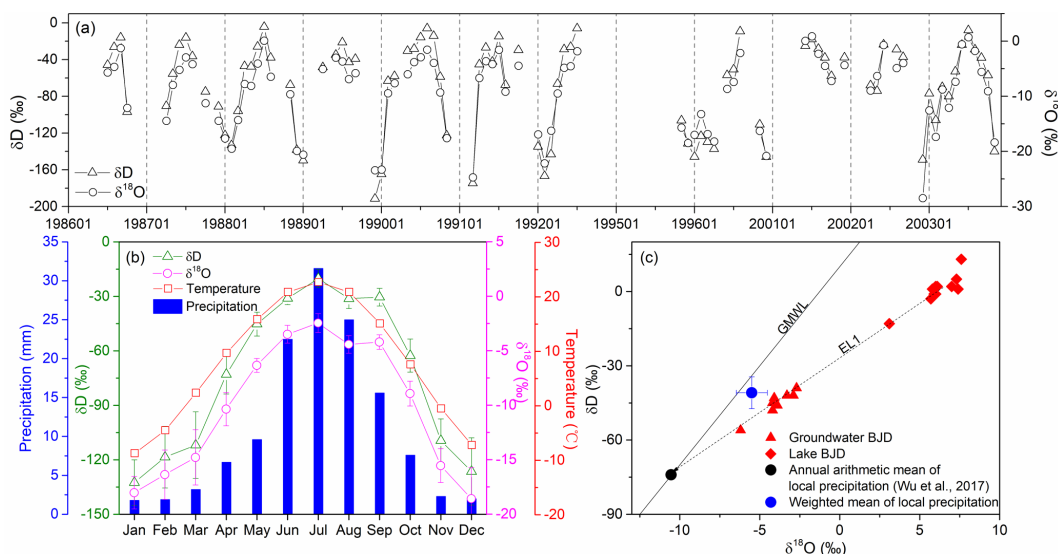 (a)
0
-40
-80
-120
-160
-200
δD (‰)
0
-5
-10
-15
-20
-25
-30
δ18O (‰)
δD
δ18O
198601 198701 198801 198901 199001 199101 199201 199501 199601 200101 200201 200301
(b)
δD
δ18O
Temperature
Precipitation
35
30
25
20
15
10
5
0
Precipitation (mm)
0
-30
-60
-90
-120
-150
δD (‰)
5
0
-5
-10
-15
-20
δ18O (‰)
30
20
10
0
-10
-20
Temperature (℃)
Jan Feb Mar Apr May Jun Jul Aug Sep Oct Nov Dec
(c)
GMWL
EL1
30
0
-30
-60
-90
δD (‰)
Groundwater BJD
Lake BJD
Annual arithmetic mean of
local precipitation (Wu et al., 2017)
Weighted mean of local precipitation
-10 -5 0 5 10
δ18O (‰)